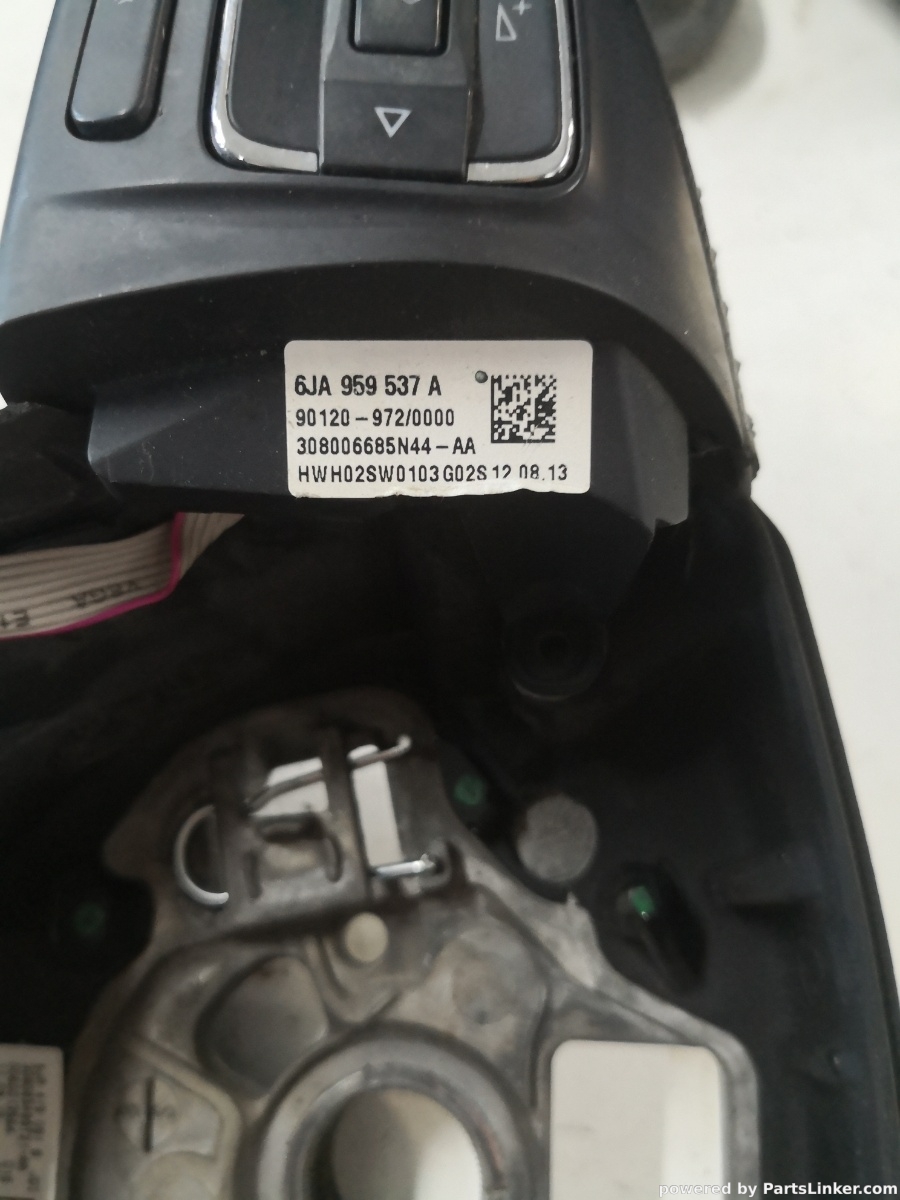 6JA 959 537 A
90120-972/0000
308006685N44-AA
HWH02SW0103 G02S 12.08.13
powered by PartsLinker.com